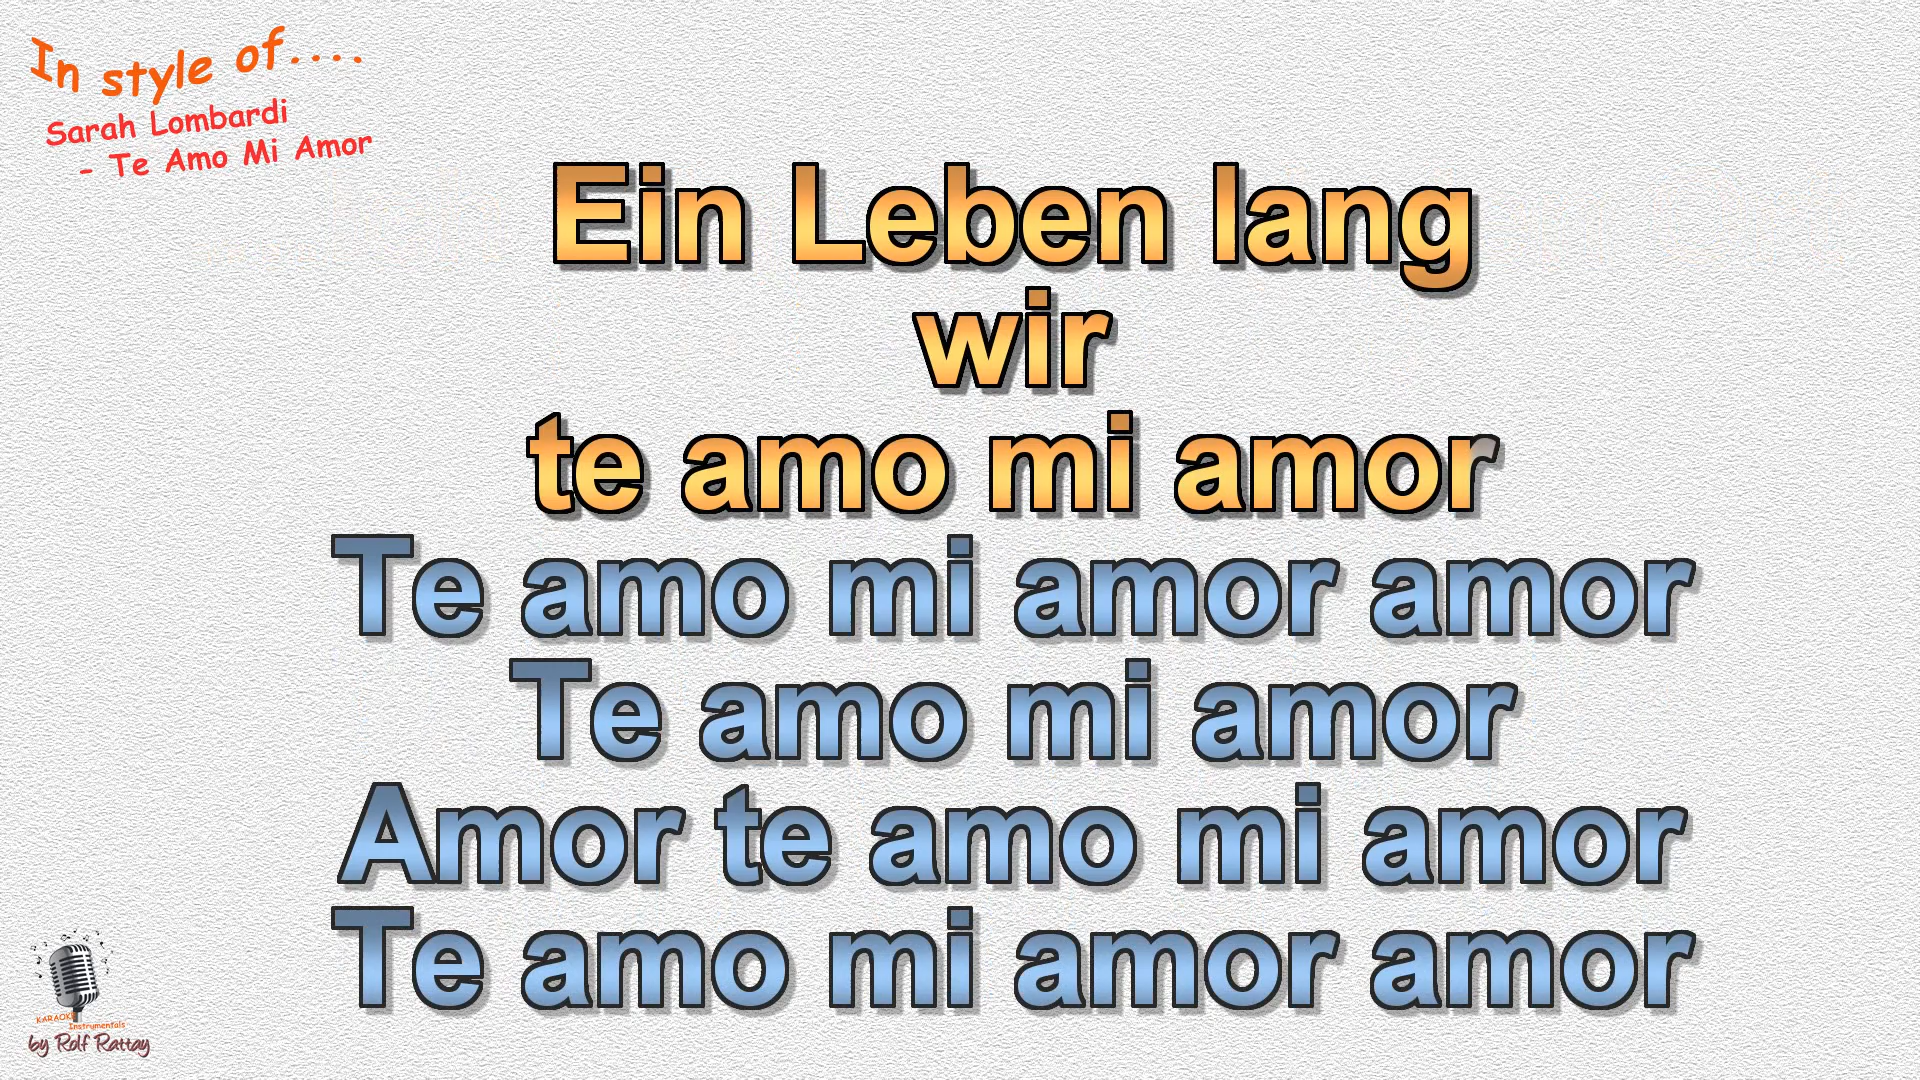 In style of....
Sarah Lombardi
- Te Amo Mi Amor
Ein Leben lang
wir
te amo mi amor
Te amo mi amor amor
Te amo mi amor
Amor te amo mi amor
Te amo mi amor amor
KARAOKE
Instrumentals
by Rolf Rattay